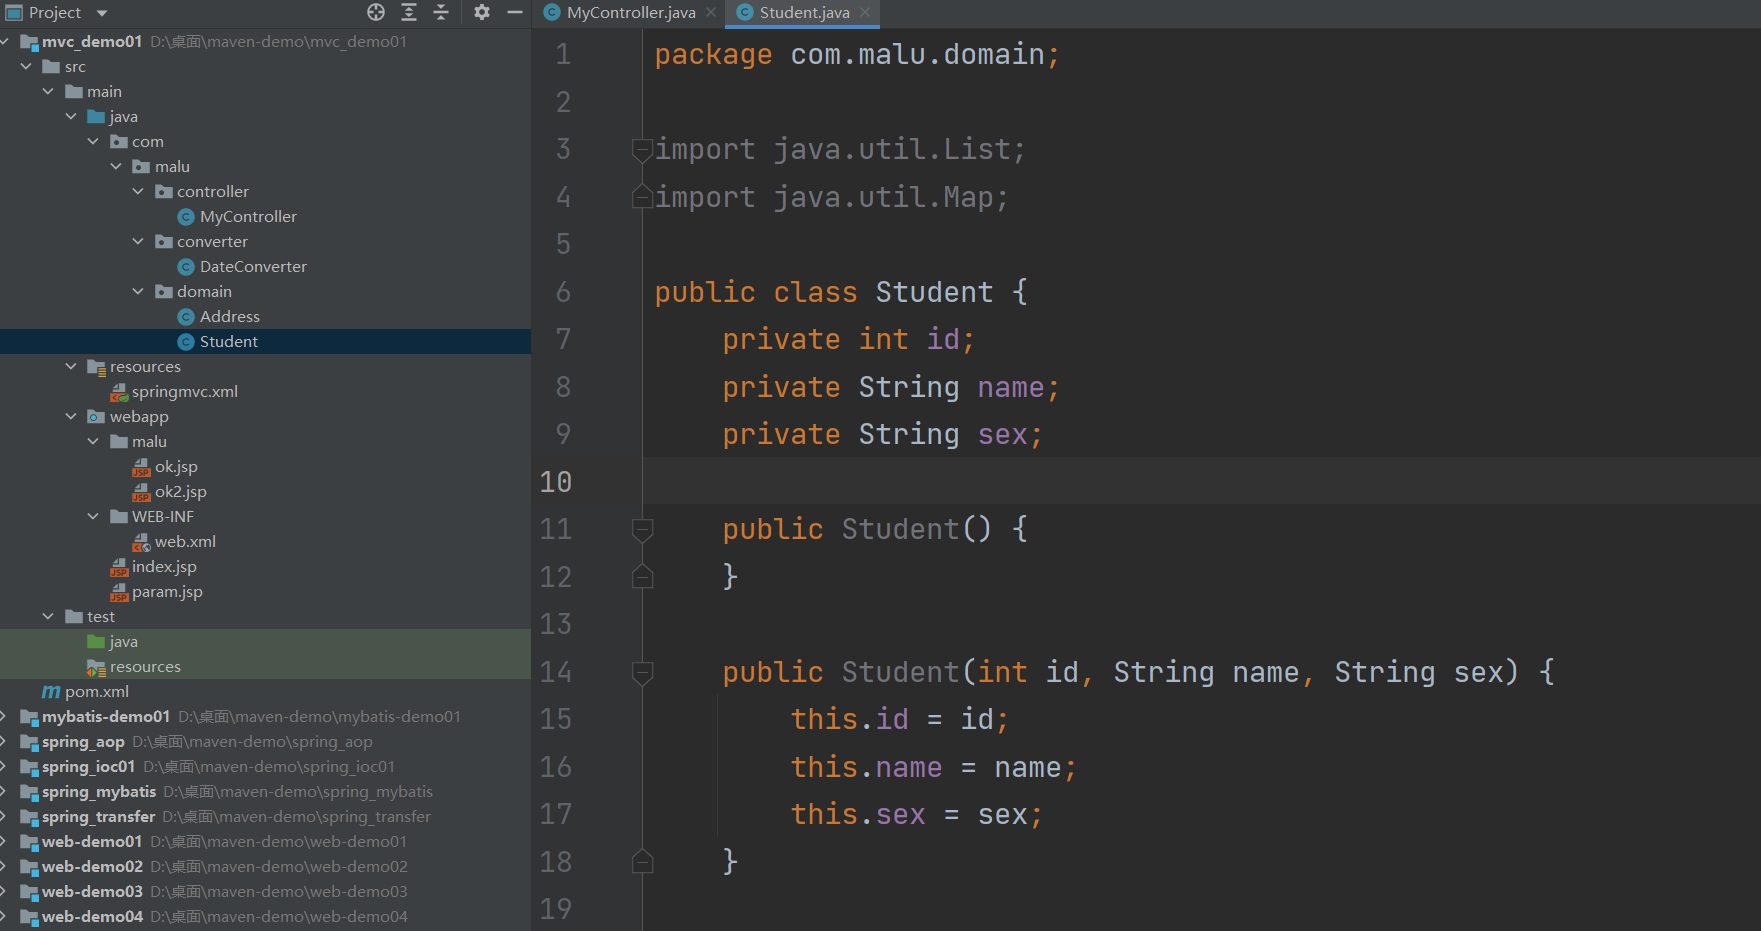 Project
mvc_demo01 D:\桌面\maven-demo\mvc_demo01
src
main
java
com
malu
controller
MyController
converter
DateConverter
domain
Address
Student
resources
springmvc.xml
webapp
malu
ok.jsp
ok2.jsp
WEB-INF
web.xml
index.jsp
param.jsp
test
java
resources
pom.xml
mybatis-demo01 D:\桌面\maven-demo\mybatis-demo01
spring_aop D:\桌面\maven-demo\spring_aop
spring_ioc01 D:\桌面\maven-demo\spring_ioc01
spring_mybatis D:\桌面\maven-demo\spring_mybatis
spring_transfer D:\桌面\maven-demo\spring_transfer
web-demo01 D:\桌面\maven-demo\web-demo01
web-demo02 D:\桌面\maven-demo\web-demo02
web-demo03 D:\桌面\maven-demo\web-demo03
web-demo04 D:\桌面\maven-demo\web-demo04
MyController.java Student.java
1 package com.malu.domain;
2
3 import java.util.List;
4 import java.util.Map;
5
6 public class Student {
7 private int id;
8 private String name;
9 private String sex;
10
11 public Student() {
12 }
13
14 public Student(int id, String name, String sex) {
15 this.id = id;
16 this.name = name;
17 this.sex = sex;
18 }
19